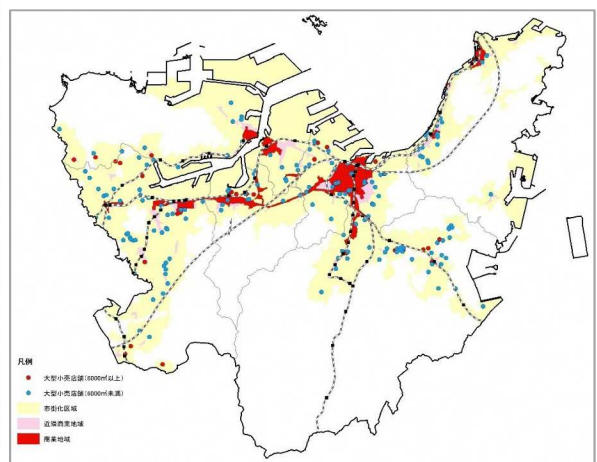 凡例
大型小売店舗(6000㎡以上)
大型小売店舗(6000㎡未満)
市街化区域
近隣商業地域
商業地域